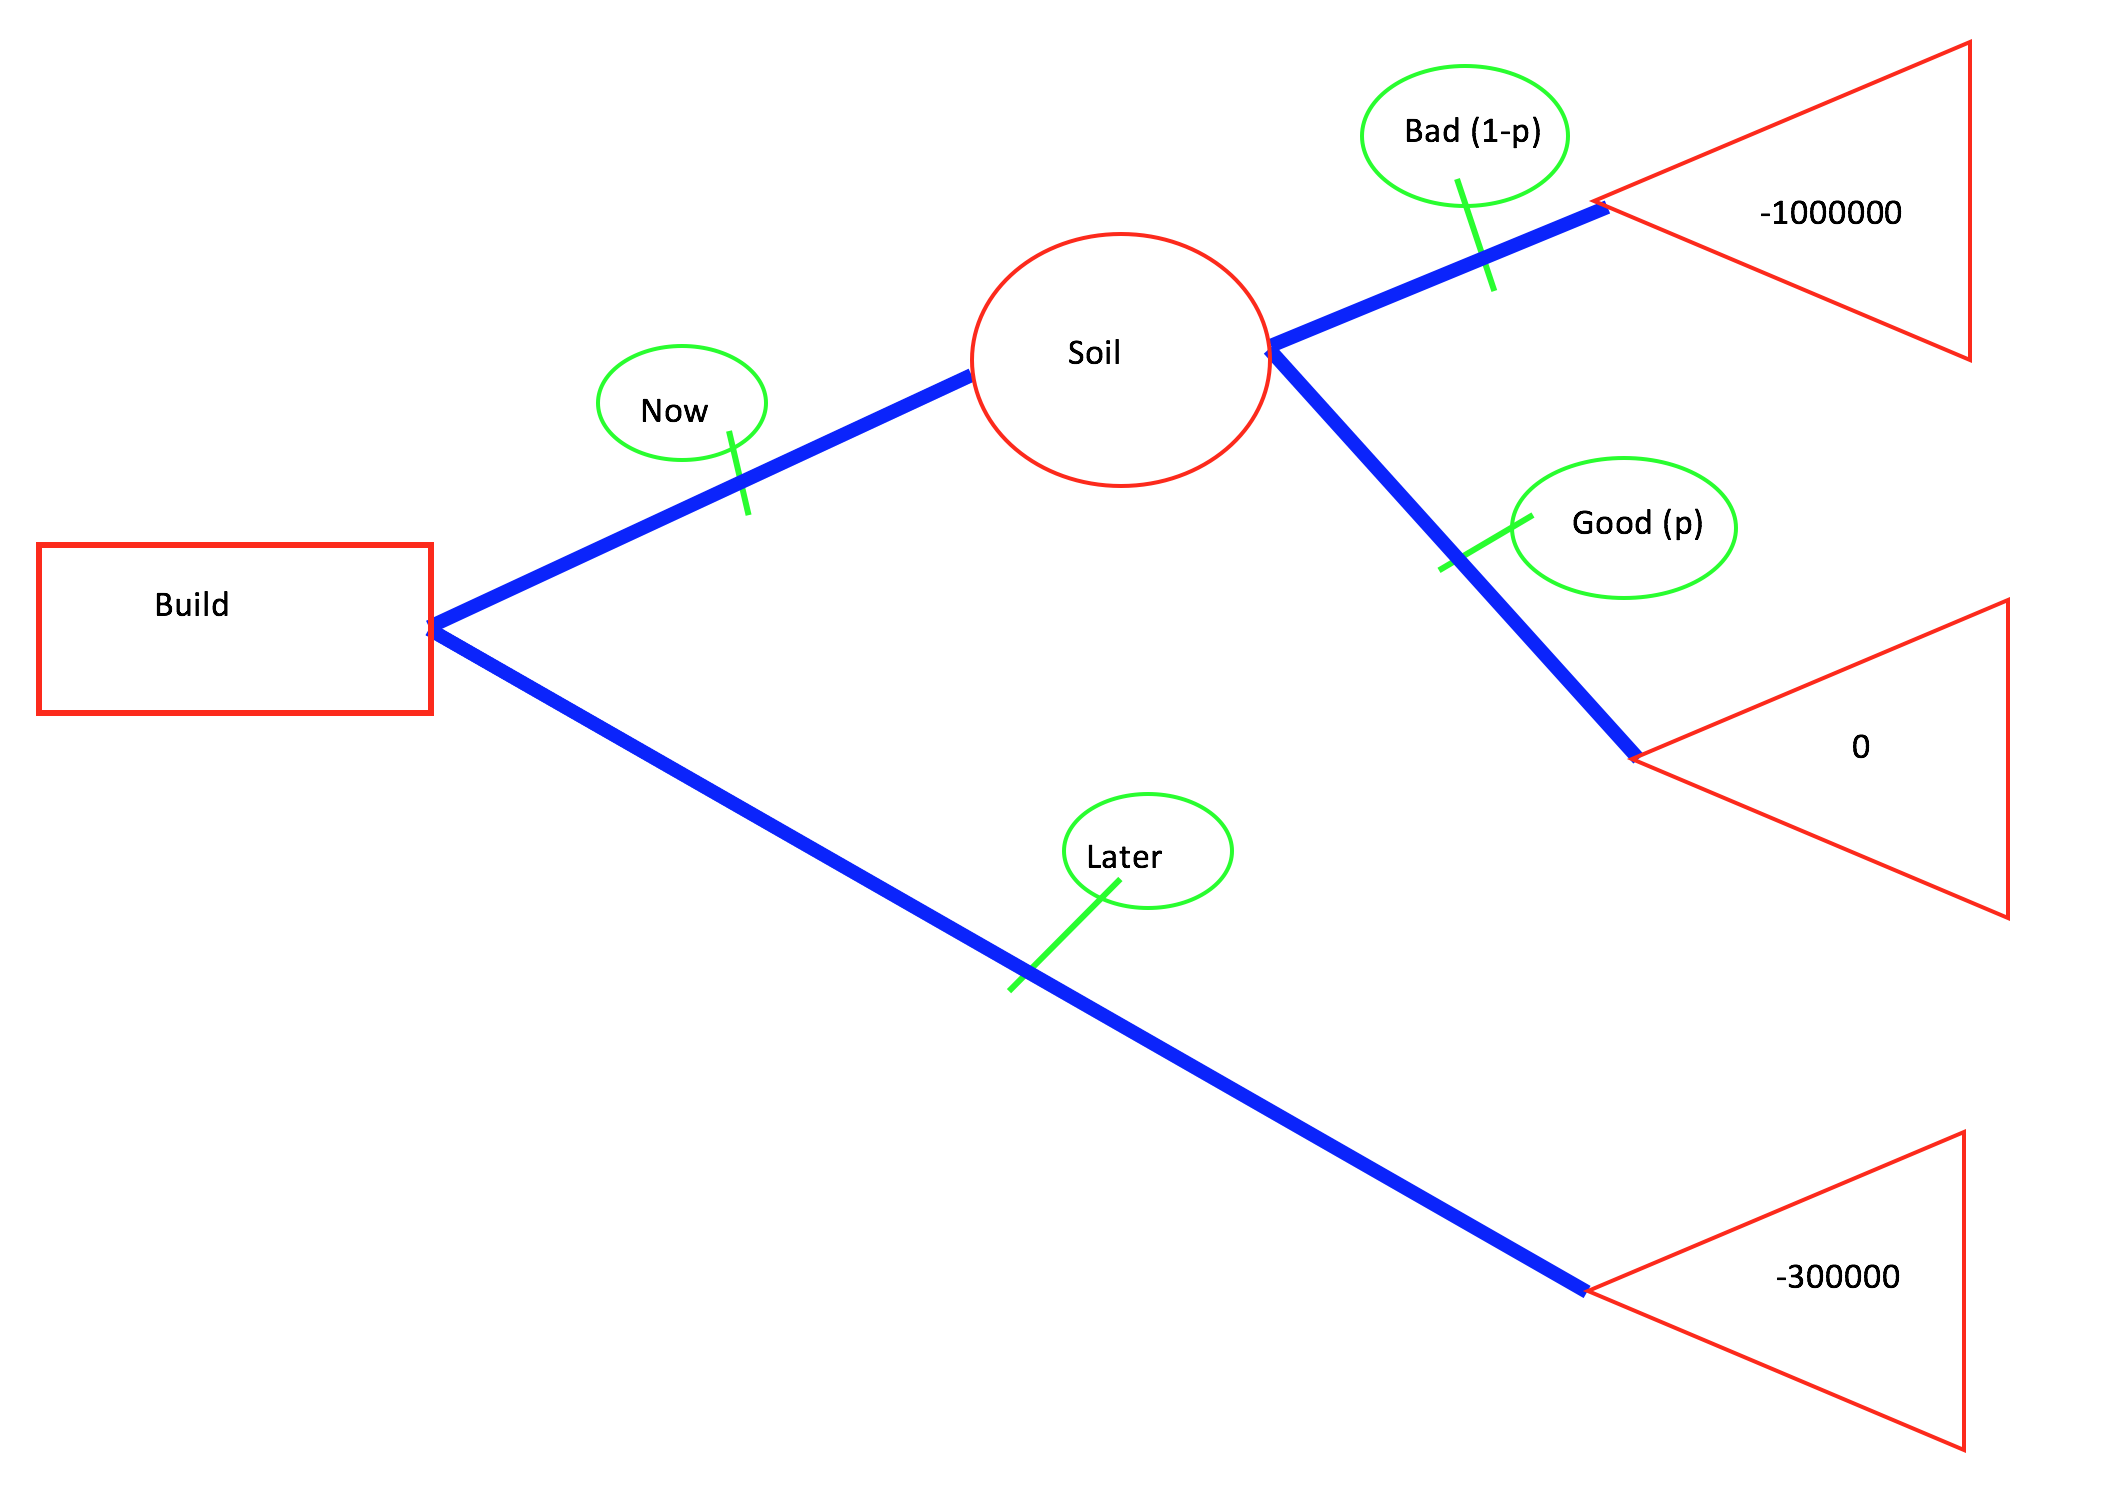 Bad (1-p)
-1000000
Soil
Now
Good (p)
Build
0
Later
-300000